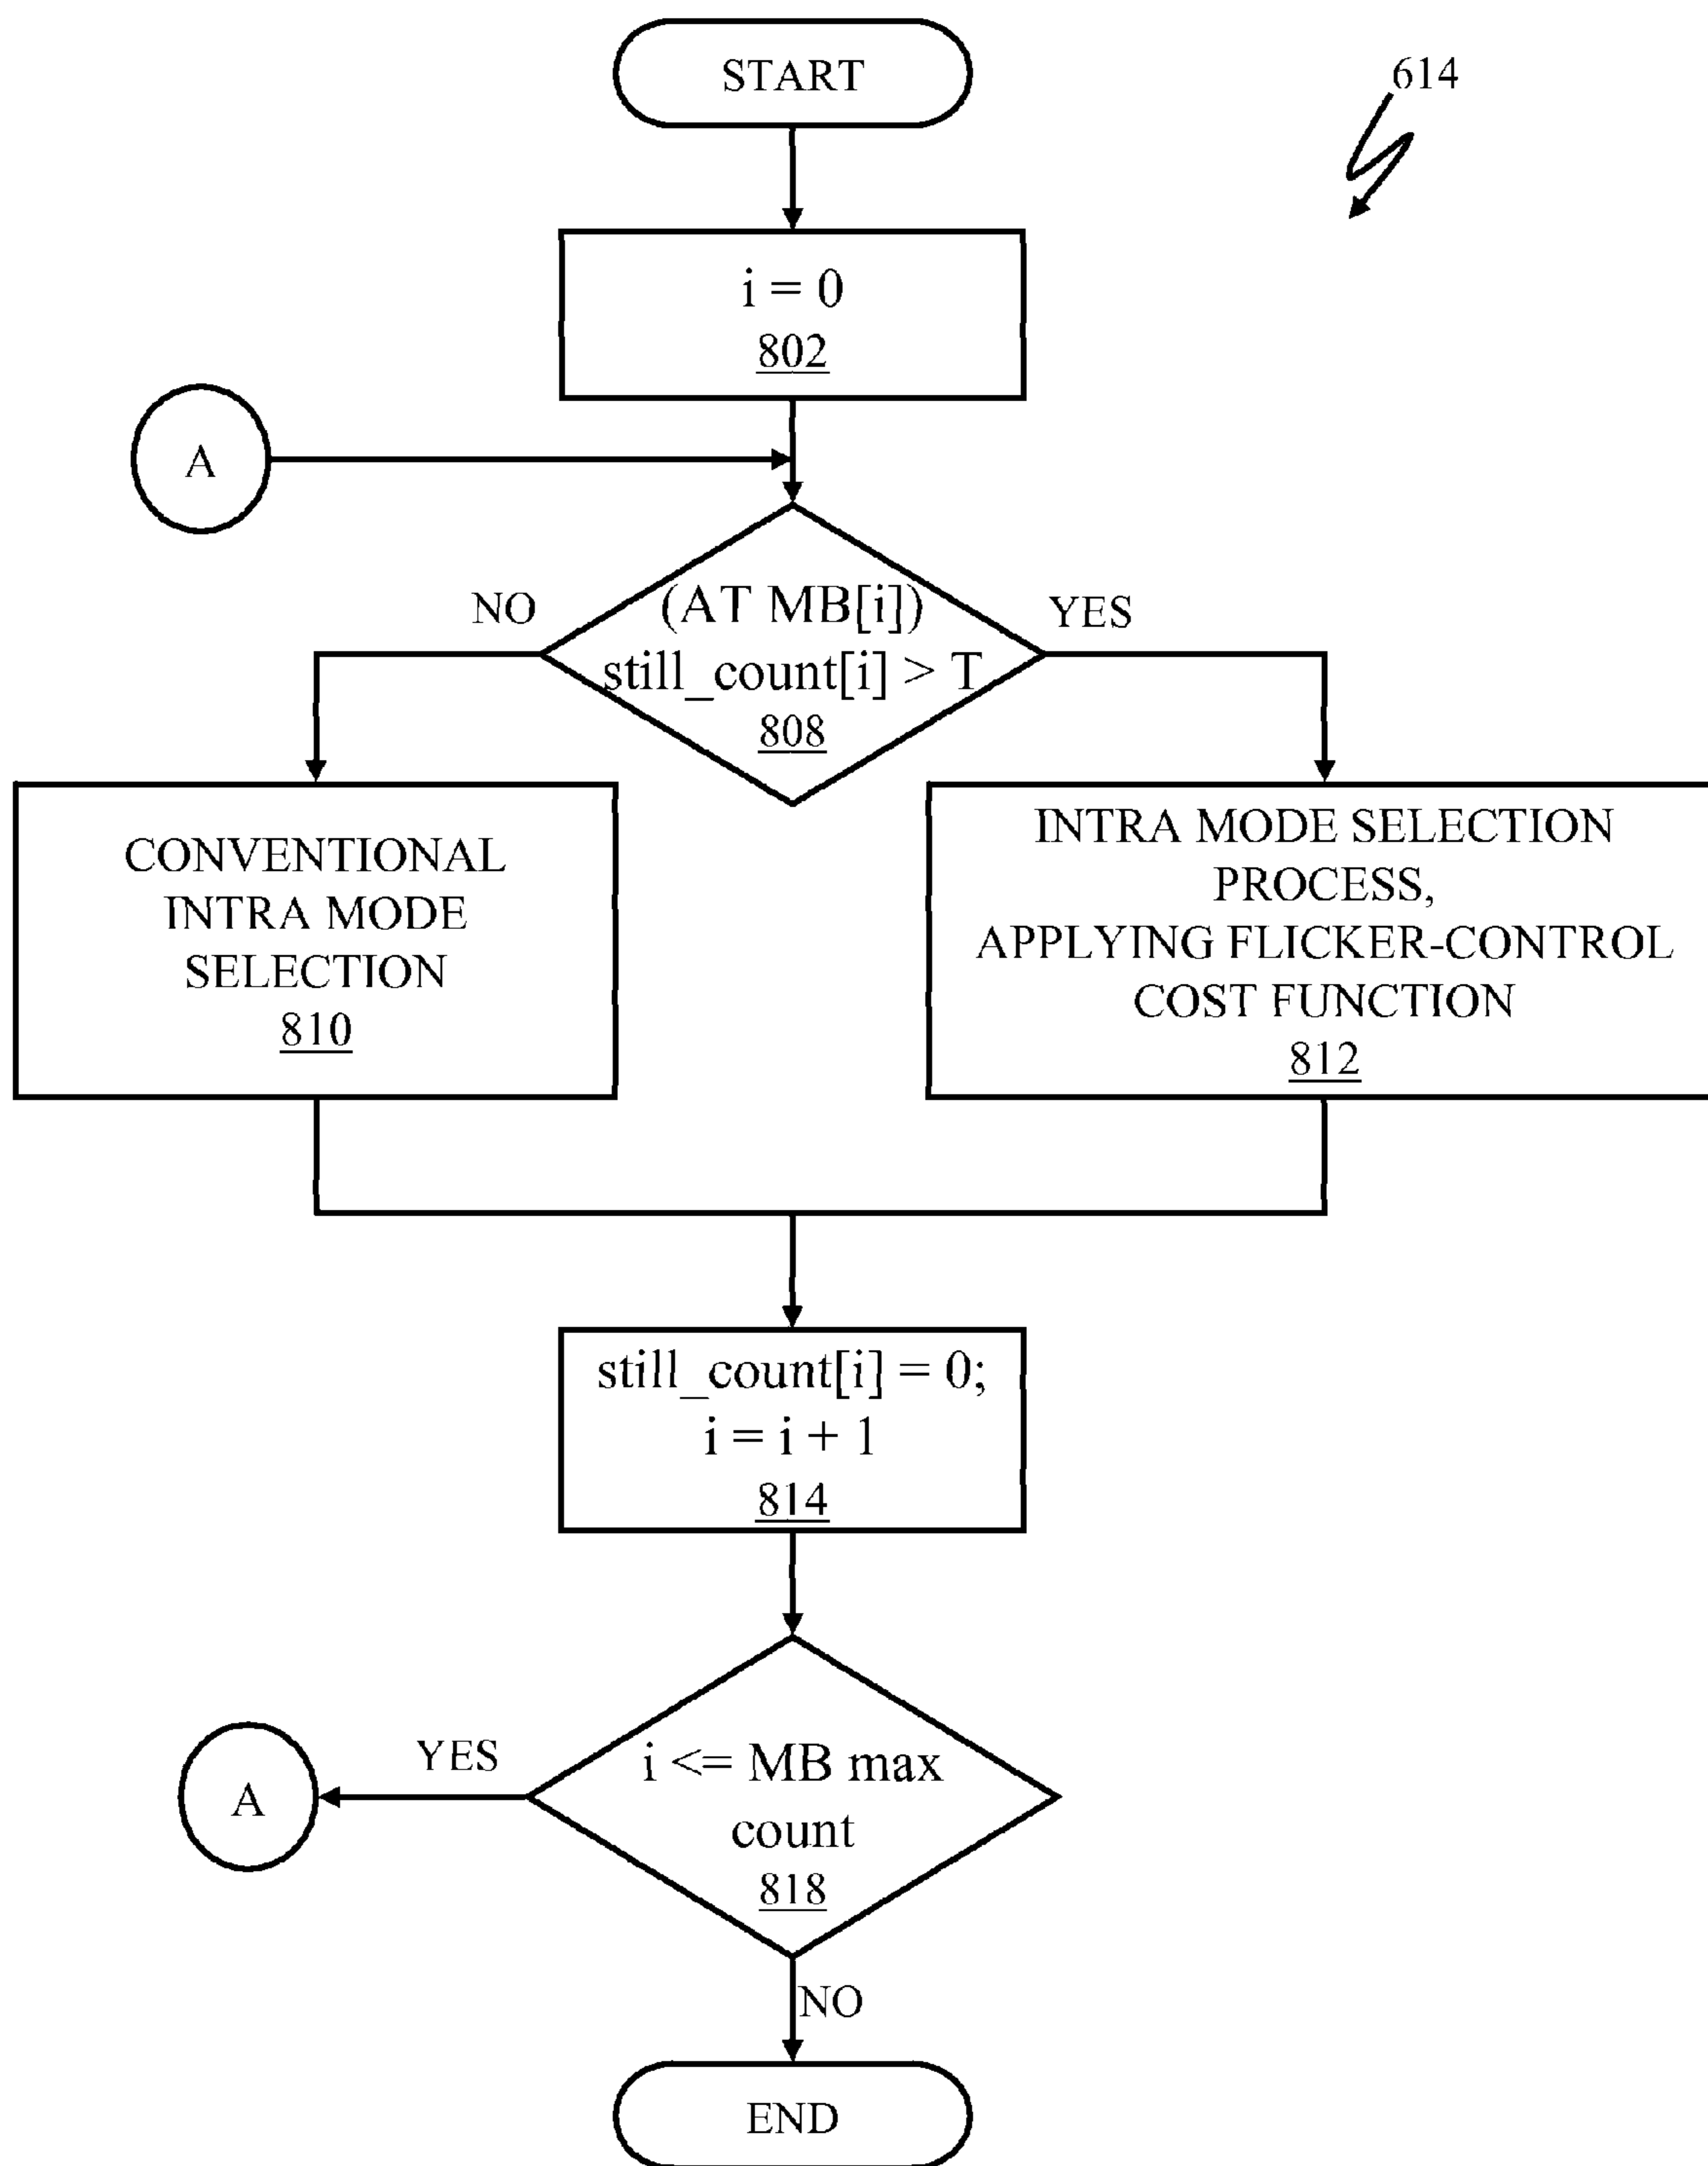 START
614
i = 0
802
A
NO
(AT MB[i])
YES
still_count[i] > T
808
CONVENTIONAL
INTRA MODE
SELECTION
810
INTRA MODE SELECTION
PROCESS,
APPLYING FLICKER-CONTROL
COST FUNCTION
812
still_count[i] = 0;
i = i + 1
814
YES
A
i <= MB max
count
818
NO
END